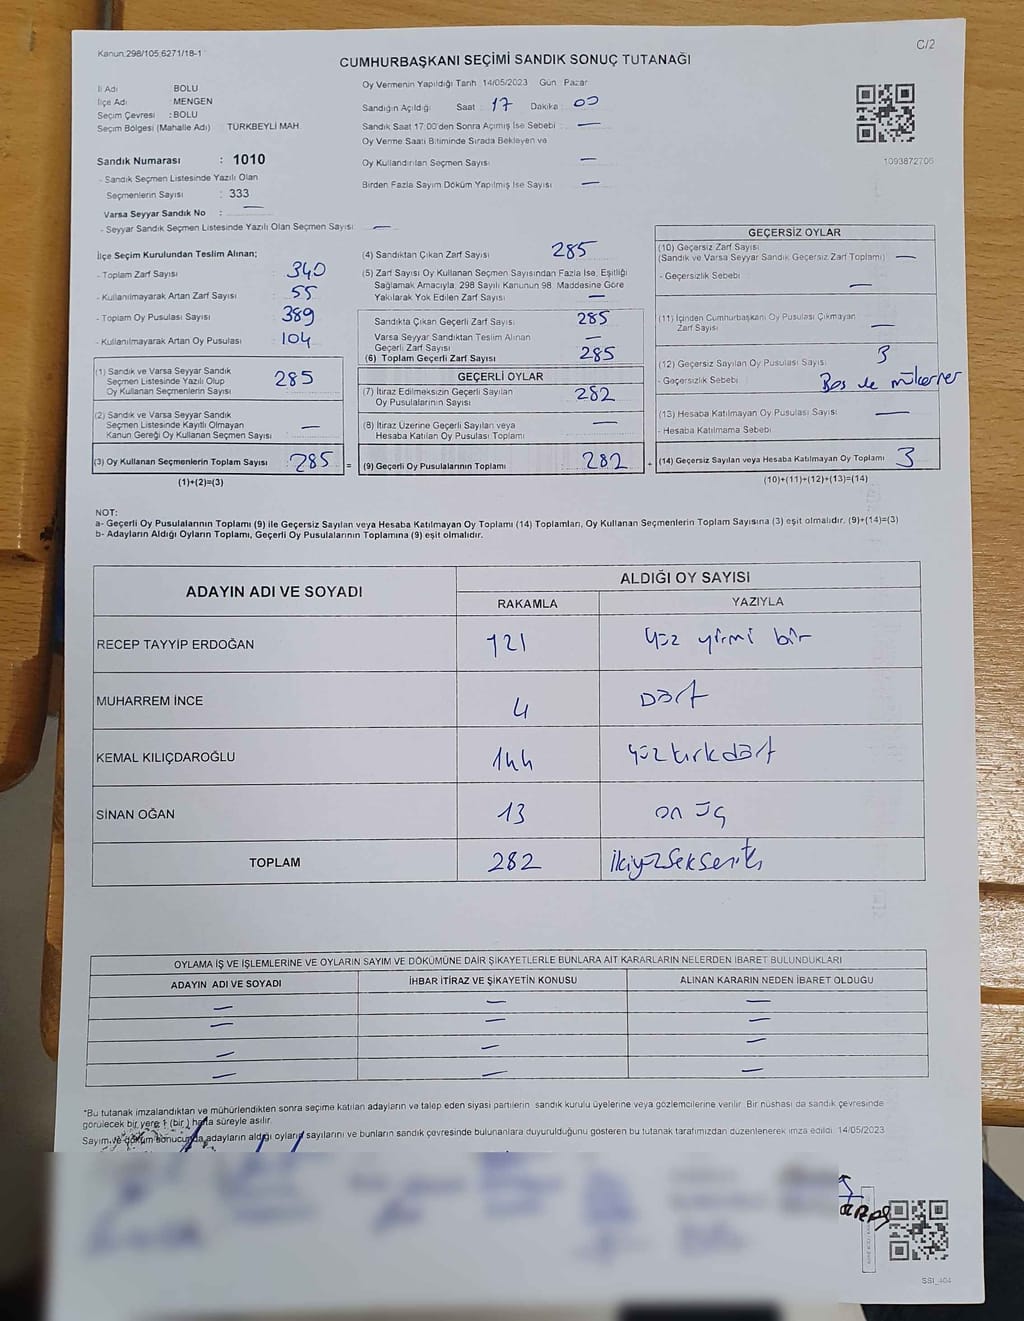 Kanun,298/105,6271/18-1
C/2
CUMHURBAŞKANI SEÇİMİ SANDIK SONUÇ TUTANAĞI
İl Adı BOLU
İlçe Adı MENGEN
Seçim Çevresi :BOLU
Seçim Bölgesi (Mahalle Adı) TÜRKBEYLİ MAH.
Sandık Numarası : 1010
- Sandık Seçmen Listesinde Yazılı Olan
Seçmenlerin Sayısı : 333
Varsa Seyyar Sandık No : —
- Seyyar Sandık Seçmen Listesinde Yazılı Olan Seçmen Sayısı —
Oy Vermenin Yapıldığı Tarih 14/05/2023 Gün Pazar
Sandığın Açıldığı Saat 17 Dakika 00
Sandık Saat 17:00'den Sonra Açılmış İse Sebebi —
Oy Verme Saati Bitiminde Sırada Bekleyen ve
Oy Kullandırılan Seçmen Sayısı —
Birden Fazla Sayım Döküm Yapılmış İse Sayısı —
1093872706
İlçe Seçim Kurulundan Teslim Alınan;
- Toplam Zarf Sayısı 340
- Kullanılmayarak Artan Zarf Sayısı 55
- Toplam Oy Pusulası Sayısı 389
- Kullanılmayarak Artan Oy Pusulası 104
(1) Sandık ve Varsa Seyyar Sandık
Seçmen Listesinde Yazılı Olup
Oy Kullanan Seçmenlerin Sayısı 285
(2) Sandık ve Varsa Seyyar Sandık
Seçmen Listesinde Kayıtlı Olmayan
Kanun Gereği Oy Kullanan Seçmen Sayısı —
(3) Oy Kullanan Seçmenlerin Toplam Sayısı 285 =
(1)+(2)=(3)
(4) Sandıktan Çıkan Zarf Sayısı 285
(5) Zarf Sayısı Oy Kullanan Seçmen Sayısından Fazla İse, Eşitliği
Sağlamak Amacıyla, 298 Sayılı Kanunun 98. Maddesine Göre
Yakılarak Yok Edilen Zarf Sayısı —
Sandıkta Çıkan Geçerli Zarf Sayısı 285
Varsa Seyyar Sandıktan Teslim Alınan
Geçerli Zarf Sayısı —
(6) Toplam Geçerli Zarf Sayısı 285
GEÇERLİ OYLAR
(7) İtiraz Edilmeksizin Geçerli Sayılan
Oy Pusulalarının Sayısı 282
(8) İtiraz Üzerine Geçerli Sayılan veya
Hesaba Katılan Oy Pusulası Toplamı —
(9) Geçerli Oy Pusulalarının Toplamı 282 +
GEÇERSİZ OYLAR
(10) Geçersiz Zarf Sayısı
(Sandık ve Varsa Seyyar Sandık Geçersiz Zarf Toplamı) —
- Geçersizlik Sebebi —
(11) İçinden Cumhurbaşkanı Oy Pusulası Çıkmayan
Zarf Sayısı —
(12) Geçersiz Sayılan Oy Pusulası Sayısı 3
- Geçersizlik Sebebi Boş ve mükerrer
(13) Hesaba Katılmayan Oy Pusulası Sayısı —
- Hesaba Katılmama Sebebi
(14) Geçersiz Sayılan veya Hesaba Katılmayan Oy Toplamı 3
(10)+(11)+(12)+(13)=(14)
NOT:
a- Geçerli Oy Pusulalarının Toplamı (9) ile Geçersiz Sayılan veya Hesaba Katılmayan Oy Toplamı (14) Toplamları, Oy Kullanan Seçmenlerin Toplam Sayısına (3) eşit olmalıdır. (9)+(14)=(3)
b- Adayların Aldığı Oyların Toplamı, Geçerli Oy Pusulalarının Toplamına (9) eşit olmalıdır.
ADAYIN ADI VE SOYADI ALDIĞI OY SAYISI
RAKAMLA YAZIYLA
RECEP TAYYİP ERDOĞAN 121 yüz yirmi bir
MUHARREM İNCE 4 Dört
KEMAL KILIÇDAROĞLU 144 yüzkırkdört
SİNAN OĞAN 13 on üç
TOPLAM 282 ikiyüzSekSeniki
OYLAMA İŞ VE İŞLEMLERİNE VE OYLARIN SAYIM VE DÖKÜMÜNE DAİR ŞİKAYETLERLE BUNLARA AİT KARARLARIN NELERDEN İBARET BULUNDUKLARI
ADAYIN ADI VE SOYADI İHBAR İTİRAZ VE ŞİKAYETİN KONUSU ALINAN KARARIN NEDEN İBARET OLDUĞU
— — —
— — —
— — —
— — —
*Bu tutanak imzalandıktan ve mühürlendikten sonra seçime katılan adayların ve talep eden siyasi partilerin sandık kurulu üyelerine veya gözlemcilerine verilir. Bir nüshası da sandık çevresinde
görülecek bir yere 1 (bir) hafta süreyle asılır.
Sayım ve döküm sonucunda adayların aldığı oyların sayılarını ve bunların sandık çevresinde bulunanlara duyurulduğunu gösteren bu tutanak tarafımızdan düzenlenerek imza edildi. 14/05/2023
SSI_404